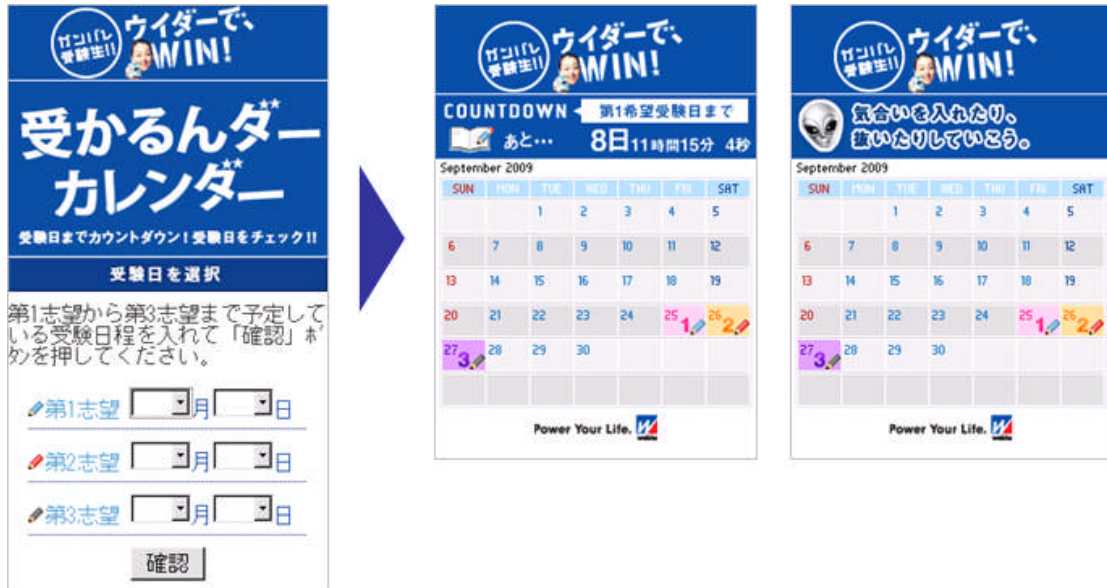 ガンバレ
受験生!!
ウイダーで、
WIN!
受かるんダー
カレンダー
受験日までカウントダウン!受験日をチェック!!
受験日を選択
第1志望から第3志望まで予定して
いる受験日程を入れて「確認」ボ
タンを押してください。
第1志望 月 日
第2志望 月 日
第3志望 月 日
確認
ガンバレ
受験生!!
ウイダーで、
WIN!
COUNTDOWN 第1希望受験日まで
あと… 8日11時間15分 4秒
September 2009
SUN MON TUE WED THU FRI SAT
1 2 3 4 5
6 7 8 9 10 11 12
13 14 15 16 17 18 19
20 21 22 23 24 25 1 26 2
27 3 28 29 30
Power Your Life. W
ガンバレ
受験生!!
ウイダーで、
WIN!
気合いを入れたり、
抜いたりしていこう。
September 2009
SUN MON TUE WED THU FRI SAT
1 2 3 4 5
6 7 8 9 10 11 12
13 14 15 16 17 18 19
20 21 22 23 24 25 1 26 2
27 3 28 29 30
Power Your Life. W